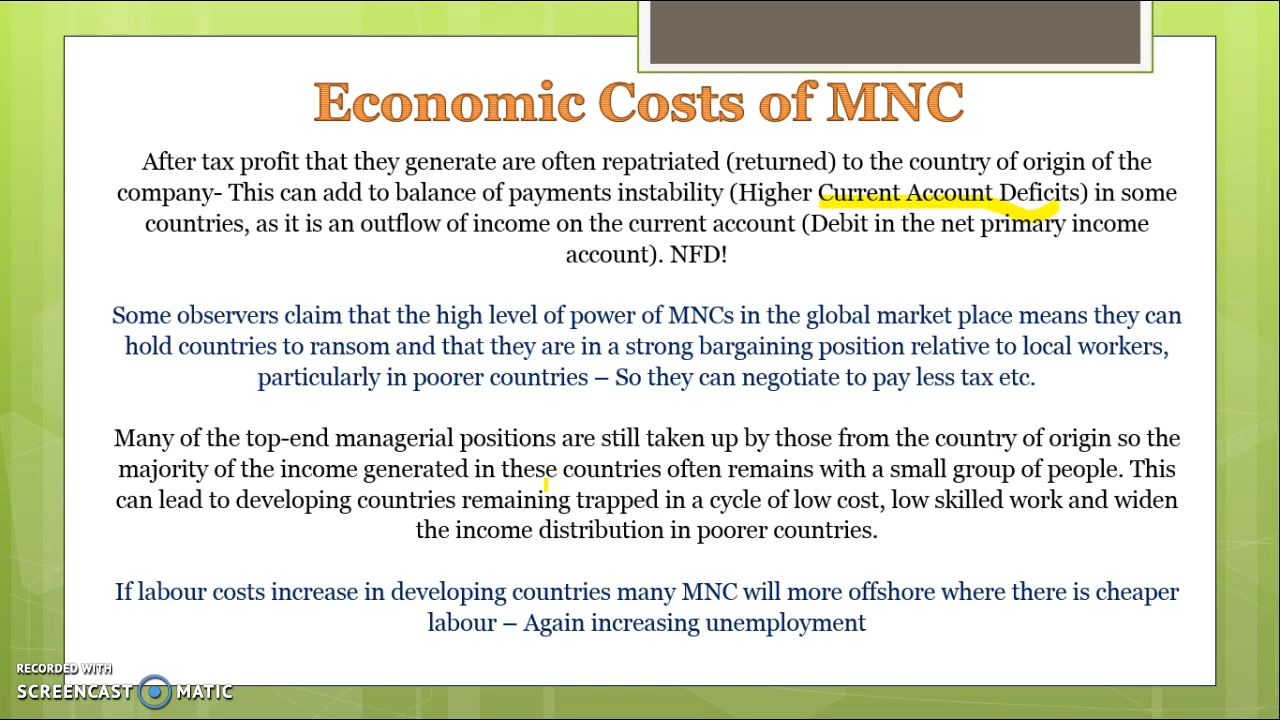 Economic Costs of MNC
After tax profit that they generate are often repatriated (returned) to the country of origin of the
company- This can add to balance of payments instability (Higher Current Account Deficits) in some
countries, as it is an outflow of income on the current account (Debit in the net primary income
account). NFD!
Some observers claim that the high level of power of MNCs in the global market place means they can
hold countries to ransom and that they are in a strong bargaining position relative to local workers,
particularly in poorer countries – So they can negotiate to pay less tax etc.
Many of the top-end managerial positions are still taken up by those from the country of origin so the
majority of the income generated in these countries often remains with a small group of people. This
can lead to developing countries remaining trapped in a cycle of low cost, low skilled work and widen
the income distribution in poorer countries.
If labour costs increase in developing countries many MNC will more offshore where there is cheaper
labour – Again increasing unemployment
RECORDED WITH
SCREENCAST MATIC